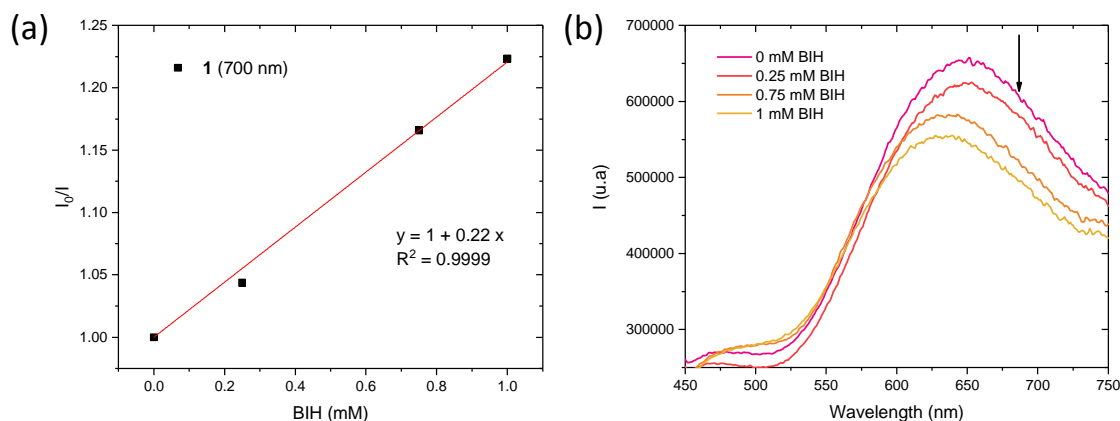 (a)
1.25
1.20
1.15
1.10
1.05
1.00
I₀/I
1 (700 nm)
y = 1 + 0.22 x
R² = 0.9999
0.0 0.2 0.4 0.6 0.8 1.0
BIH (mM)
(b)
700000
600000
500000
400000
300000
I (u.a)
0 mM BIH
0.25 mM BIH
0.75 mM BIH
1 mM BIH
450 500 550 600 650 700 750
Wavelength (nm)